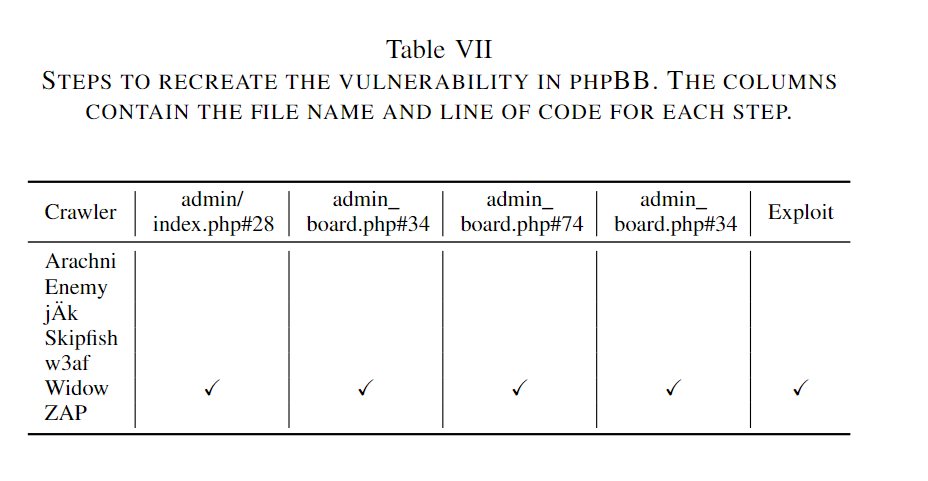 Table VII
STEPS TO RECREATE THE VULNERABILITY IN PHPBB. THE COLUMNS
CONTAIN THE FILE NAME AND LINE OF CODE FOR EACH STEP.
Crawler | admin/ index.php#28 | admin_ board.php#34 | admin_ board.php#74 | admin_ board.php#34 | Exploit
Arachni
Enemy
jÄk
Skipfish
w3af
Widow ✓ ✓ ✓ ✓ ✓
ZAP